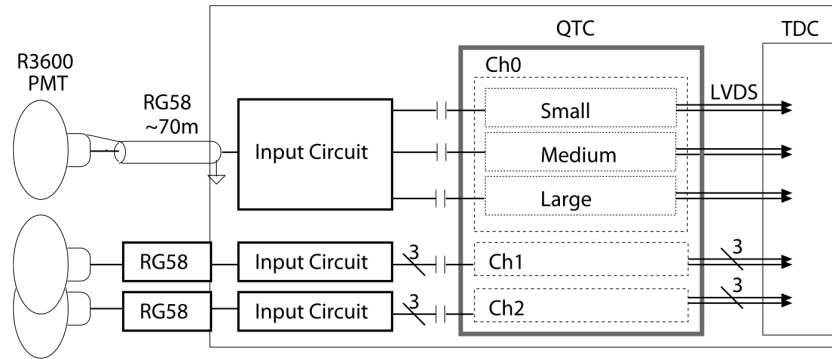 QTC
TDC
R3600
PMT
Ch0
RG58
~70m
LVDS
Small
Input Circuit
Medium
Large
3
3
RG58
Input Circuit
Ch1
3
3
RG58
Input Circuit
Ch2